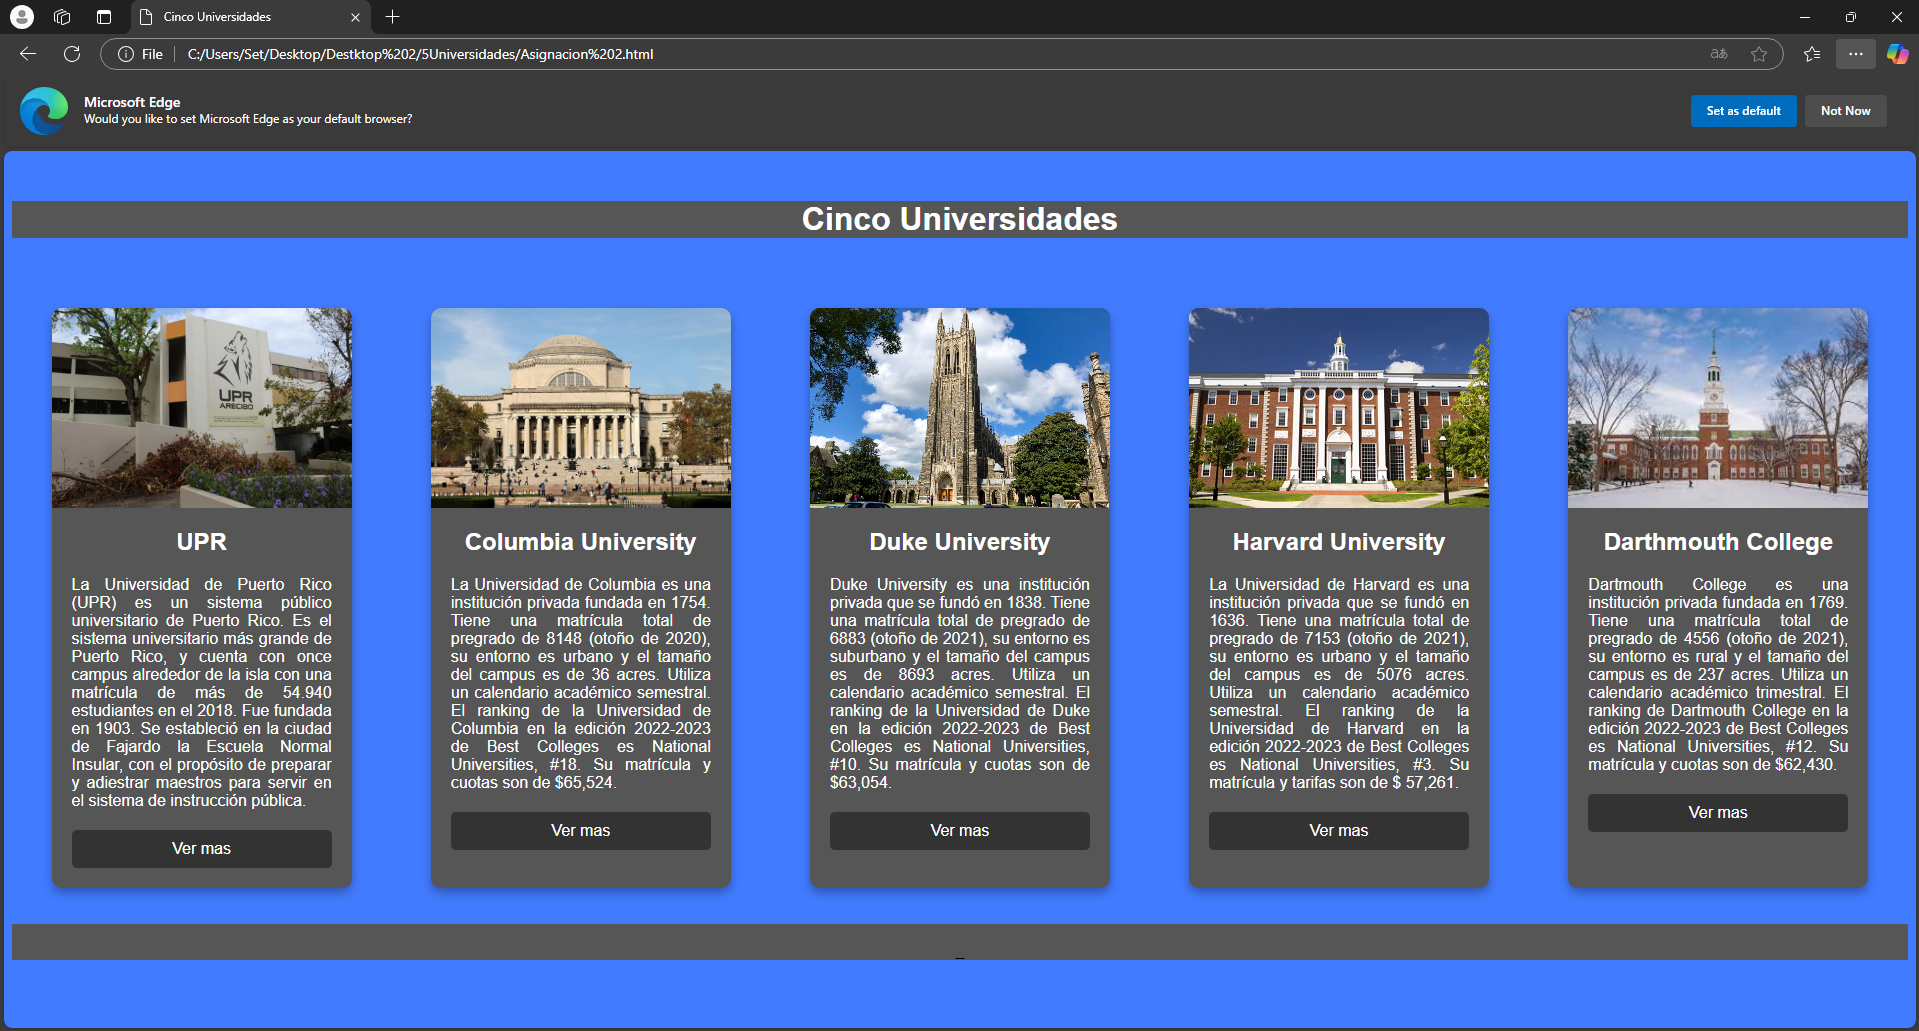 Cinco Universidades
File
C:/Users/Set/Desktop/Destktop%202/5Universidades/Asignacion%202.html
aあ
Microsoft Edge
Would you like to set Microsoft Edge as your default browser?
Set as default
Not Now
Cinco Universidades
UPR
ARECIBO
UPR
La Universidad de Puerto Rico
(UPR) es un sistema público
universitario de Puerto Rico. Es el
sistema universitario más grande de
Puerto Rico, y cuenta con once
campus alrededor de la isla con una
matrícula de más de 54.940
estudiantes en el 2018. Fue fundada
en 1903. Se estableció en la ciudad
de Fajardo la Escuela Normal
Insular, con el propósito de preparar
y adiestrar maestros para servir en
el sistema de instrucción pública.
Ver mas
Columbia University
La Universidad de Columbia es una
institución privada fundada en 1754.
Tiene una matrícula total de
pregrado de 8148 (otoño de 2020),
su entorno es urbano y el tamaño
del campus es de 36 acres. Utiliza
un calendario académico semestral.
El ranking de la Universidad de
Columbia en la edición 2022-2023
de Best Colleges es National
Universities, #18. Su matrícula y
cuotas son de $65,524.
Ver mas
Duke University
Duke University es una institución
privada que se fundó en 1838. Tiene
una matrícula total de pregrado de
6883 (otoño de 2021), su entorno es
suburbano y el tamaño del campus
es de 8693 acres. Utiliza un
calendario académico semestral. El
ranking de la Universidad de Duke
en la edición 2022-2023 de Best
Colleges es National Universities,
#10. Su matrícula y cuotas son de
$63,054.
Ver mas
Harvard University
La Universidad de Harvard es una
institución privada que se fundó en
1636. Tiene una matrícula total de
pregrado de 7153 (otoño de 2021),
su entorno es urbano y el tamaño
del campus es de 5076 acres.
Utiliza un calendario académico
semestral. El ranking de la
Universidad de Harvard en la
edición 2022-2023 de Best Colleges
es National Universities, #3. Su
matrícula y tarifas son de $ 57,261.
Ver mas
Darthmouth College
Dartmouth College es una
institución privada fundada en 1769.
Tiene una matrícula total de
pregrado de 4556 (otoño de 2021),
su entorno es rural y el tamaño del
campus es de 237 acres. Utiliza un
calendario académico trimestral. El
ranking de Dartmouth College en la
edición 2022-2023 de Best Colleges
es National Universities, #12. Su
matrícula y cuotas son de $62,430.
Ver mas